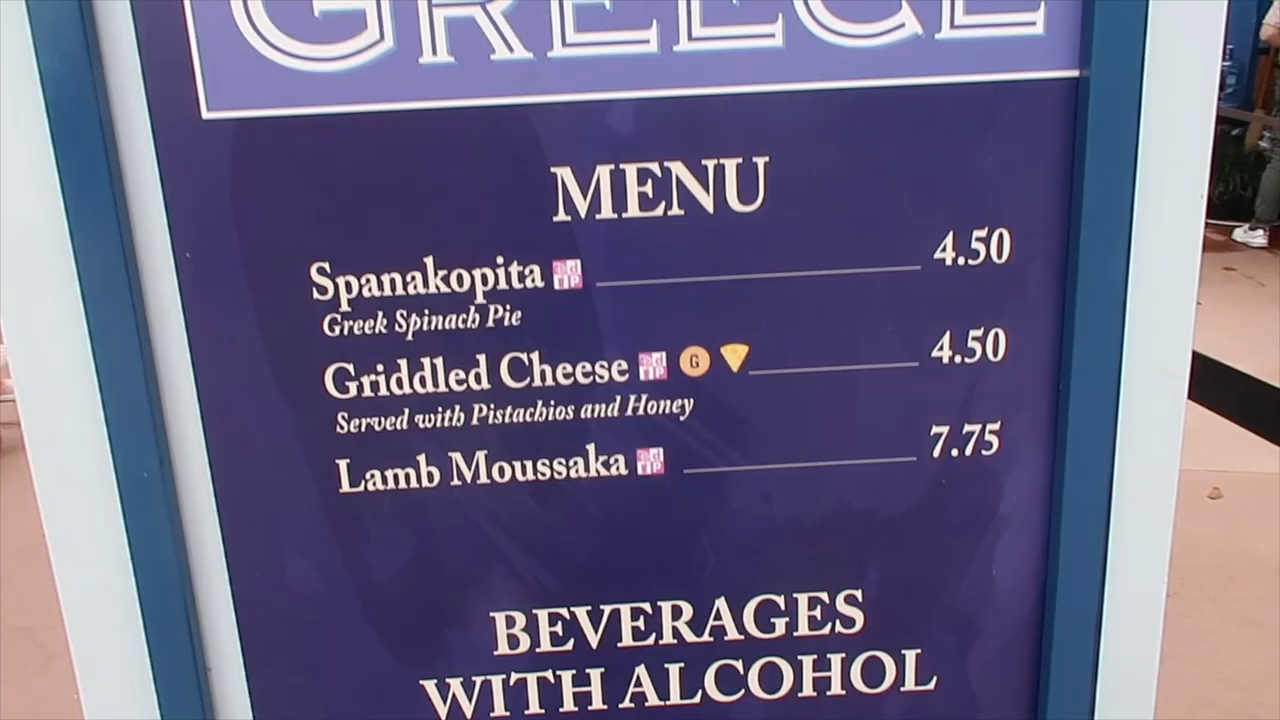 GREECE
MENU
Spanakopita 4.50
Greek Spinach Pie
Griddled Cheese G 4.50
Served with Pistachios and Honey
Lamb Moussaka 7.75
BEVERAGES
WITH ALCOHOL